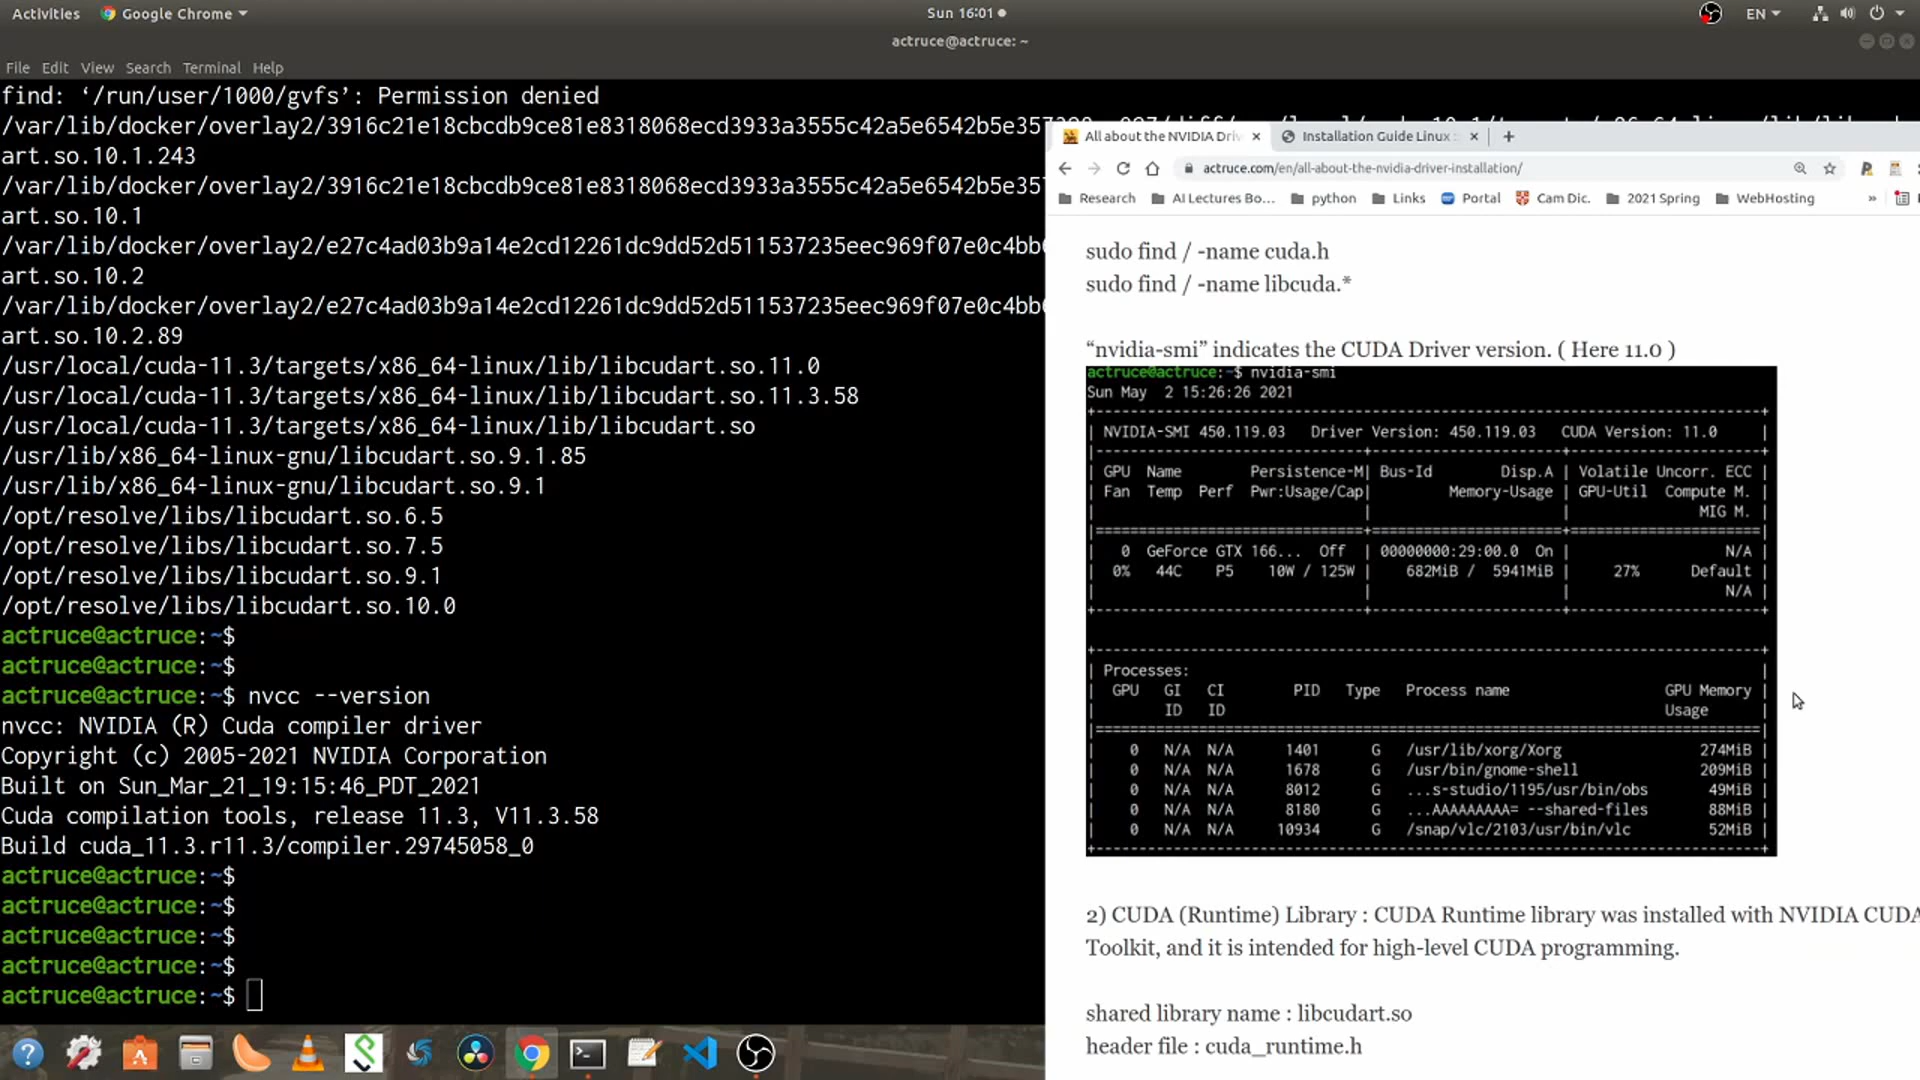 Activities Google Chrome Sun 16:01 EN
actruce@actruce: ~
File Edit View Search Terminal Help
find: ‘/run/user/1000/gvfs’: Permission denied
/var/lib/docker/overlay2/3916c21e18cbcdb9ce81e8318068ecd3933a3555c42a5e6542b5e357
art.so.10.1.243
/var/lib/docker/overlay2/3916c21e18cbcdb9ce81e8318068ecd3933a3555c42a5e6542b5e357
art.so.10.1
/var/lib/docker/overlay2/e27c4ad03b9a14e2cd12261dc9dd52d511537235eec969f07e0c4bb
art.so.10.2
/var/lib/docker/overlay2/e27c4ad03b9a14e2cd12261dc9dd52d511537235eec969f07e0c4bb
art.so.10.2.89
/usr/local/cuda-11.3/targets/x86_64-linux/lib/libcudart.so.11.0
/usr/local/cuda-11.3/targets/x86_64-linux/lib/libcudart.so.11.3.58
/usr/local/cuda-11.3/targets/x86_64-linux/lib/libcudart.so
/usr/lib/x86_64-linux-gnu/libcudart.so.9.1.85
/usr/lib/x86_64-linux-gnu/libcudart.so.9.1
/opt/resolve/libs/libcudart.so.6.5
/opt/resolve/libs/libcudart.so.7.5
/opt/resolve/libs/libcudart.so.9.1
/opt/resolve/libs/libcudart.so.10.0
actruce@actruce:~$
actruce@actruce:~$
actruce@actruce:~$ nvcc --version
nvcc: NVIDIA (R) Cuda compiler driver
Copyright (c) 2005-2021 NVIDIA Corporation
Built on Sun_Mar_21_19:15:46_PDT_2021
Cuda compilation tools, release 11.3, V11.3.58
Build cuda_11.3.r11.3/compiler.29745058_0
actruce@actruce:~$
actruce@actruce:~$
actruce@actruce:~$
actruce@actruce:~$
actruce@actruce:~$
All about the NVIDIA Driv Installation Guide Linux :
actruce.com/en/all-about-the-nvidia-driver-installation/
Research AI Lectures Bo... python Links Portal Cam Dic. 2021 Spring WebHosting »
sudo find / -name cuda.h
sudo find / -name libcuda.*
“nvidia-smi” indicates the CUDA Driver version. ( Here 11.0 )
actruce@actruce:~$ nvidia-smi
Sun May 2 15:26:26 2021
NVIDIA-SMI 450.119.03 Driver Version: 450.119.03 CUDA Version: 11.0
GPU Name Persistence-M| Bus-Id Disp.A | Volatile Uncorr. ECC
Fan Temp Perf Pwr:Usage/Cap| Memory-Usage | GPU-Util Compute M.
MIG M.
0 GeForce GTX 166... Off | 00000000:29:00.0 On | N/A
0% 44C P5 10W / 125W | 682MiB / 5941MiB | 27% Default
N/A
Processes:
GPU GI CI PID Type Process name GPU Memory
ID ID Usage
0 N/A N/A 1401 G /usr/lib/xorg/Xorg 274MiB
0 N/A N/A 1678 G /usr/bin/gnome-shell 209MiB
0 N/A N/A 8012 G ...s-studio/1195/usr/bin/obs 49MiB
0 N/A N/A 8180 G ...AAAAAAAAA= --shared-files 88MiB
0 N/A N/A 10934 G /snap/vlc/2103/usr/bin/vlc 52MiB
2) CUDA (Runtime) Library : CUDA Runtime library was installed with NVIDIA CUDA
Toolkit, and it is intended for high-level CUDA programming.
shared library name : libcudart.so
header file : cuda_runtime.h